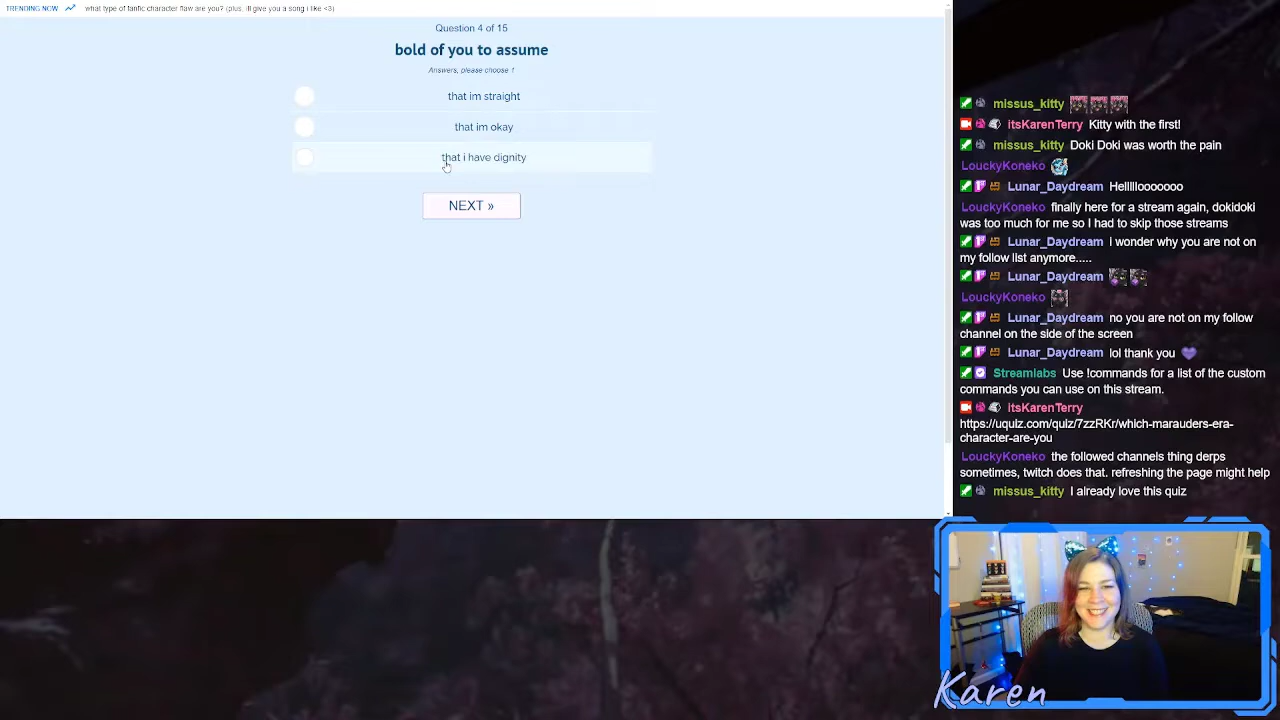 TRENDING NOW what type of fanfic character flaw are you? (plus, ill give you a song i like <3)
Question 4 of 15
bold of you to assume
Answers, please choose 1
that im straight
that im okay
that i have dignity
NEXT »
missus_kitty
itsKarenTerry Kitty with the first!
missus_kitty Doki Doki was worth the pain
LouckyKoneko
Lunar_Daydream Helllllooooooo
LouckyKoneko finally here for a stream again, dokidoki
was too much for me so I had to skip those streams
Lunar_Daydream I wonder why you are not on
my follow list anymore.....
Lunar_Daydream
LouckyKoneko
Lunar_Daydream no you are not on my follow
channel on the side of the screen
Lunar_Daydream lol thank you
Streamlabs Use !commands for a list of the custom
commands you can use on this stream.
itsKarenTerry
https://uquiz.com/quiz/7zzRKr/which-marauders-era-
character-are-you
LouckyKoneko the followed channels thing derps
sometimes, twitch does that. refreshing the page might help
missus_kitty I already love this quiz
Karen